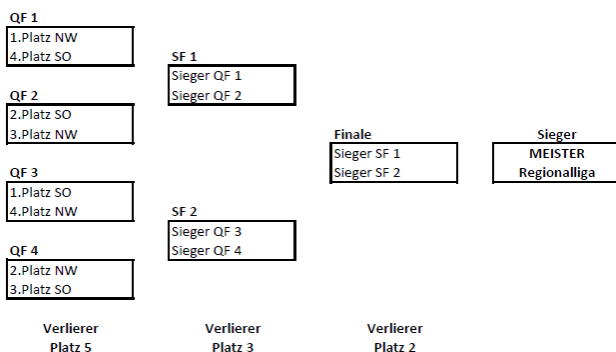 QF 1
1.Platz NW
4.Platz SO
QF 2
2.Platz SO
3.Platz NW
QF 3
1.Platz SO
4.Platz NW
QF 4
2.Platz NW
3.Platz SO
SF 1
Sieger QF 1
Sieger QF 2
SF 2
Sieger QF 3
Sieger QF 4
Finale
Sieger SF 1
Sieger SF 2
Sieger
MEISTER
Regionalliga
Verlierer
Platz 5
Verlierer
Platz 3
Verlierer
Platz 2